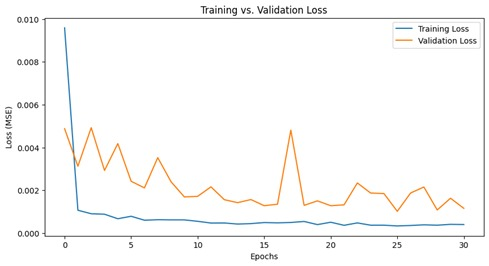 Training vs. Validation Loss
Training Loss
Validation Loss
Loss (MSE)
0.010
0.008
0.006
0.004
0.002
0.000
0
5
10
15
20
25
30
Epochs